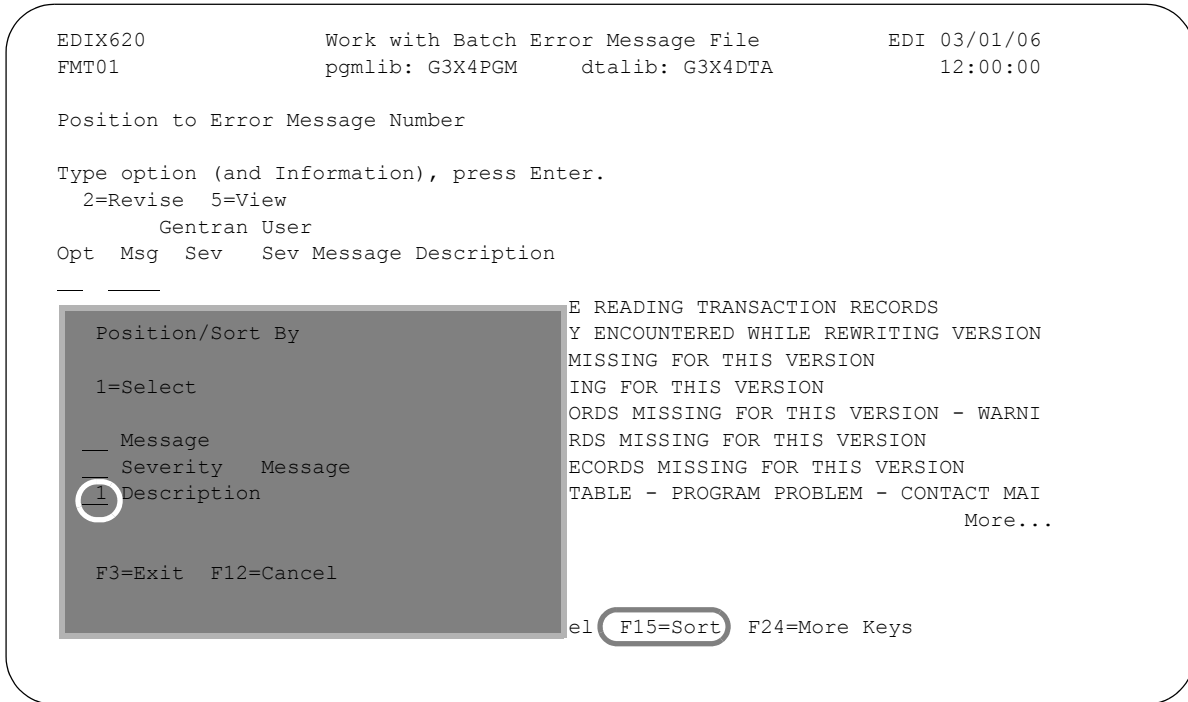 EDIX620 Work with Batch Error Message File EDI 03/01/06
FMT01 pgmlib: G3X4PGM dtalib: G3X4DTA 12:00:00
Position to Error Message Number
Type option (and Information), press Enter.
2=Revise 5=View
Gentran User
Opt Msg Sev Sev Message Description
E READING TRANSACTION RECORDS
Position/Sort By Y ENCOUNTERED WHILE REWRITING VERSION
MISSING FOR THIS VERSION
1=Select ING FOR THIS VERSION
ORDS MISSING FOR THIS VERSION - WARNI
__ Message RDS MISSING FOR THIS VERSION
__ Severity Message ECORDS MISSING FOR THIS VERSION
1 Description TABLE - PROGRAM PROBLEM - CONTACT MAI
More...
F3=Exit F12=Cancel
el F15=Sort F24=More Keys